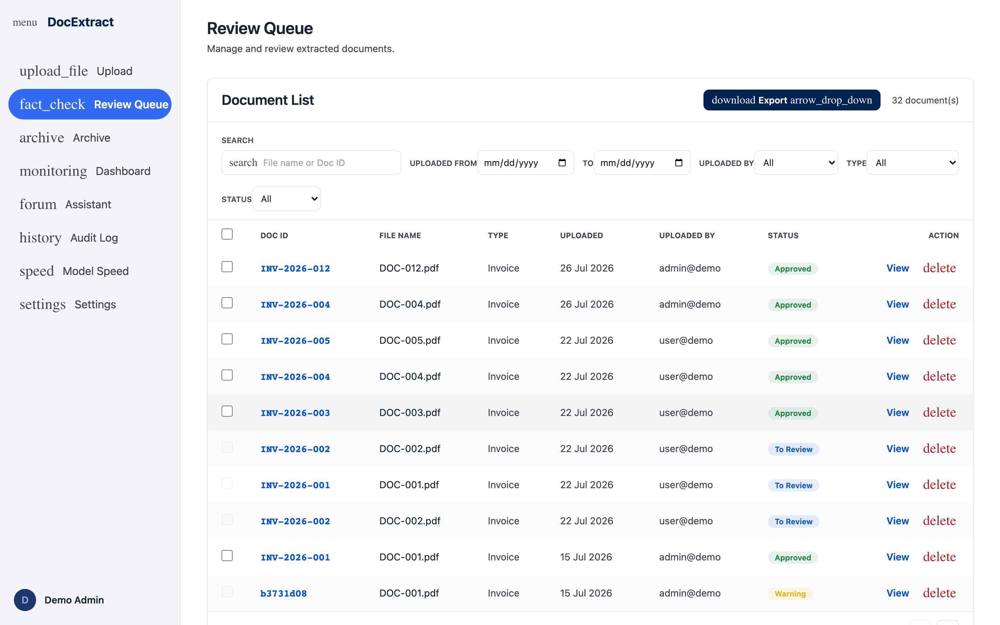 menu DocExtract
upload_file Upload
fact_check Review Queue
archive Archive
monitoring Dashboard
forum Assistant
history Audit Log
speed Model Speed
settings Settings
D Demo Admin
Review Queue
Manage and review extracted documents.
Document List download Export arrow_drop_down 32 document(s)
SEARCH
search File name or Doc ID UPLOADED FROM mm/dd/yyyy TO mm/dd/yyyy UPLOADED BY All TYPE All
STATUS All
DOC ID FILE NAME TYPE UPLOADED UPLOADED BY STATUS ACTION
INV-2026-012 DOC-012.pdf Invoice 26 Jul 2026 admin@demo Approved View delete
INV-2026-004 DOC-004.pdf Invoice 26 Jul 2026 admin@demo Approved View delete
INV-2026-005 DOC-005.pdf Invoice 22 Jul 2026 user@demo Approved View delete
INV-2026-004 DOC-004.pdf Invoice 22 Jul 2026 user@demo Approved View delete
INV-2026-003 DOC-003.pdf Invoice 22 Jul 2026 user@demo Approved View delete
INV-2026-002 DOC-002.pdf Invoice 22 Jul 2026 user@demo To Review View delete
INV-2026-001 DOC-001.pdf Invoice 22 Jul 2026 user@demo To Review View delete
INV-2026-002 DOC-002.pdf Invoice 22 Jul 2026 user@demo To Review View delete
INV-2026-001 DOC-001.pdf Invoice 15 Jul 2026 admin@demo Approved View delete
b3731d08 DOC-001.pdf Invoice 15 Jul 2026 admin@demo Warning View delete